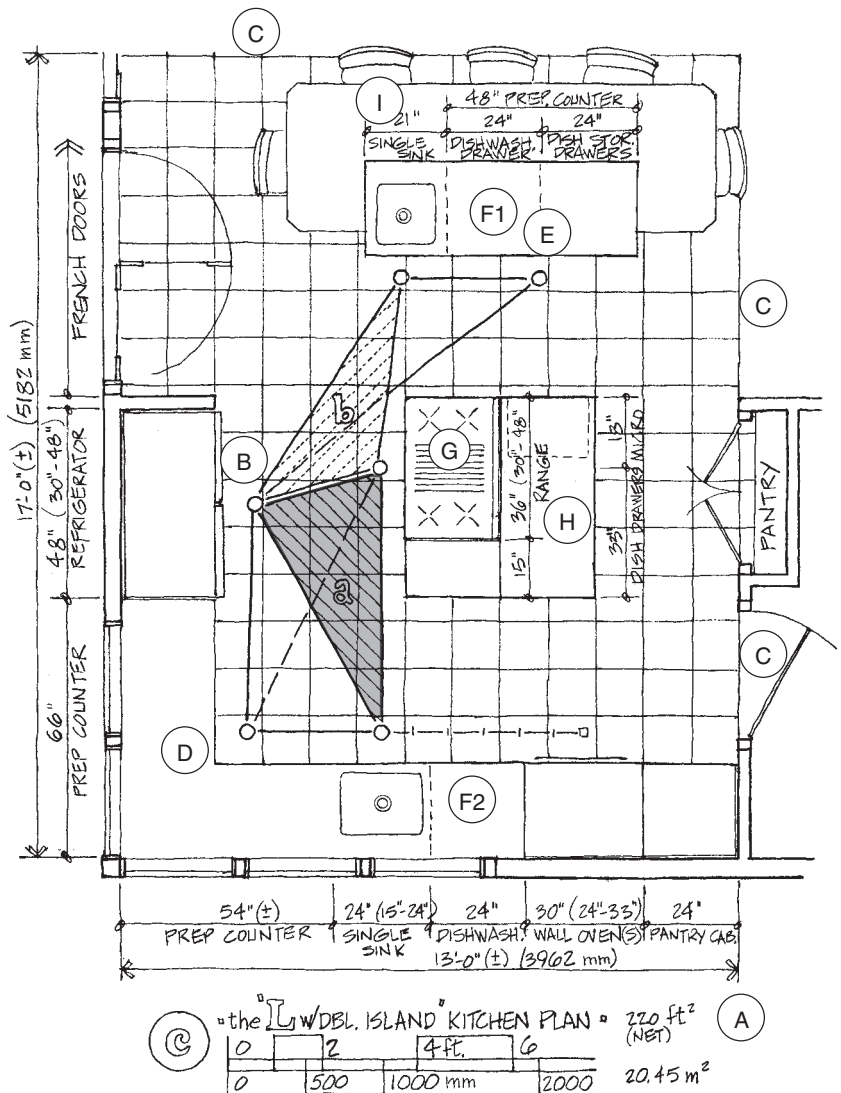 C
I
48" PREP COUNTER
21" 24" 24"
SINGLE SINK
DISHWASH. DRAWER
DISH STOR. DRAWERS
F1
E
C
FRENCH DOORS
17'-0"(±) (5182 mm)
B
b
G
36" (30"-48")
RANGE
H
15"
13"
MICRO
33"
DISH DRAWERS
PANTRY
48" (30"-48")
REFRIGERATOR
a
C
66"
PREP COUNTER
D
F2
54"(±) 24" (15"-24") 24" 30" (24"-33") 24"
PREP COUNTER
SINGLE SINK
DISHWASH.
WALL OVEN(S)
PANTRY CAB.
13'-0"(±) (3962 mm)
C
"the "L W/DBL. ISLAND" KITCHEN PLAN"
220 ft²
(NET)
A
0 2 4 ft. 6
0 500 1000 mm 2000
20.45 m²